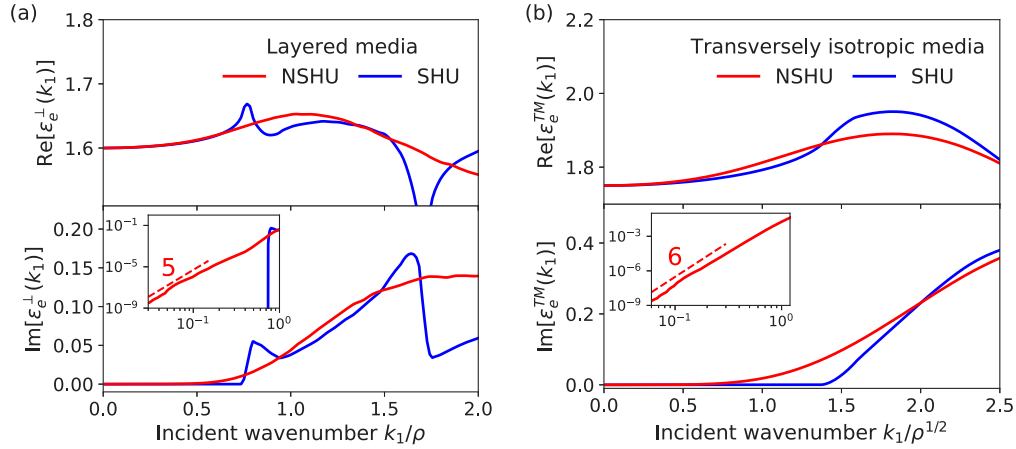 (a)
Layered media
NSHU SHU
Re[ε_e^⊥(k_1)]
1.8
1.7
1.6
Im[ε_e^⊥(k_1)]
0.20
0.15
0.10
0.05
0.00
10^{-1}
10^{-5}
10^{-9}
5
10^{-1} 10^0
0.0 0.5 1.0 1.5 2.0
Incident wavenumber k_1/ρ
(b)
Transversely isotropic media
NSHU SHU
Re[ε_e^{TM}(k_1)]
2.2
2.0
1.8
Im[ε_e^{TM}(k_1)]
0.4
0.2
0.0
10^{-3}
10^{-6}
10^{-9}
6
10^{-1} 10^0
0.0 0.5 1.0 1.5 2.0 2.5
Incident wavenumber k_1/ρ^{1/2}